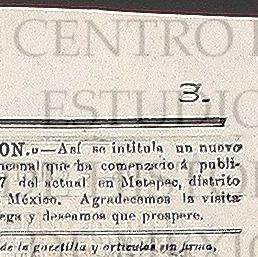 CENTRO
ESTUDIO
3.
ON.»—Así se intitula un nuevo
cenal que ha comenzado á publi-
7 del actual en Metepec, distrito
México. Agradecemos la visita
ega y deseamos que prospere.
de la gacetilla y artículos sin firma,